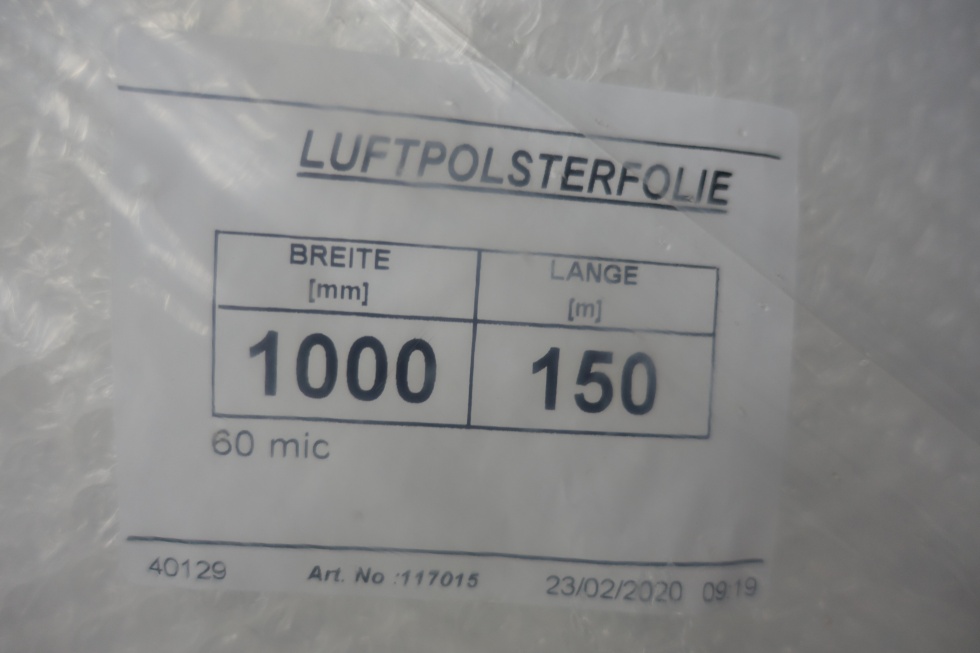 LUFTPOLSTERFOLIE
BREITE
[mm]
LANGE
[m]
1000
150
60 mic
40129 Art. No :117015 23/02/2020 09:19